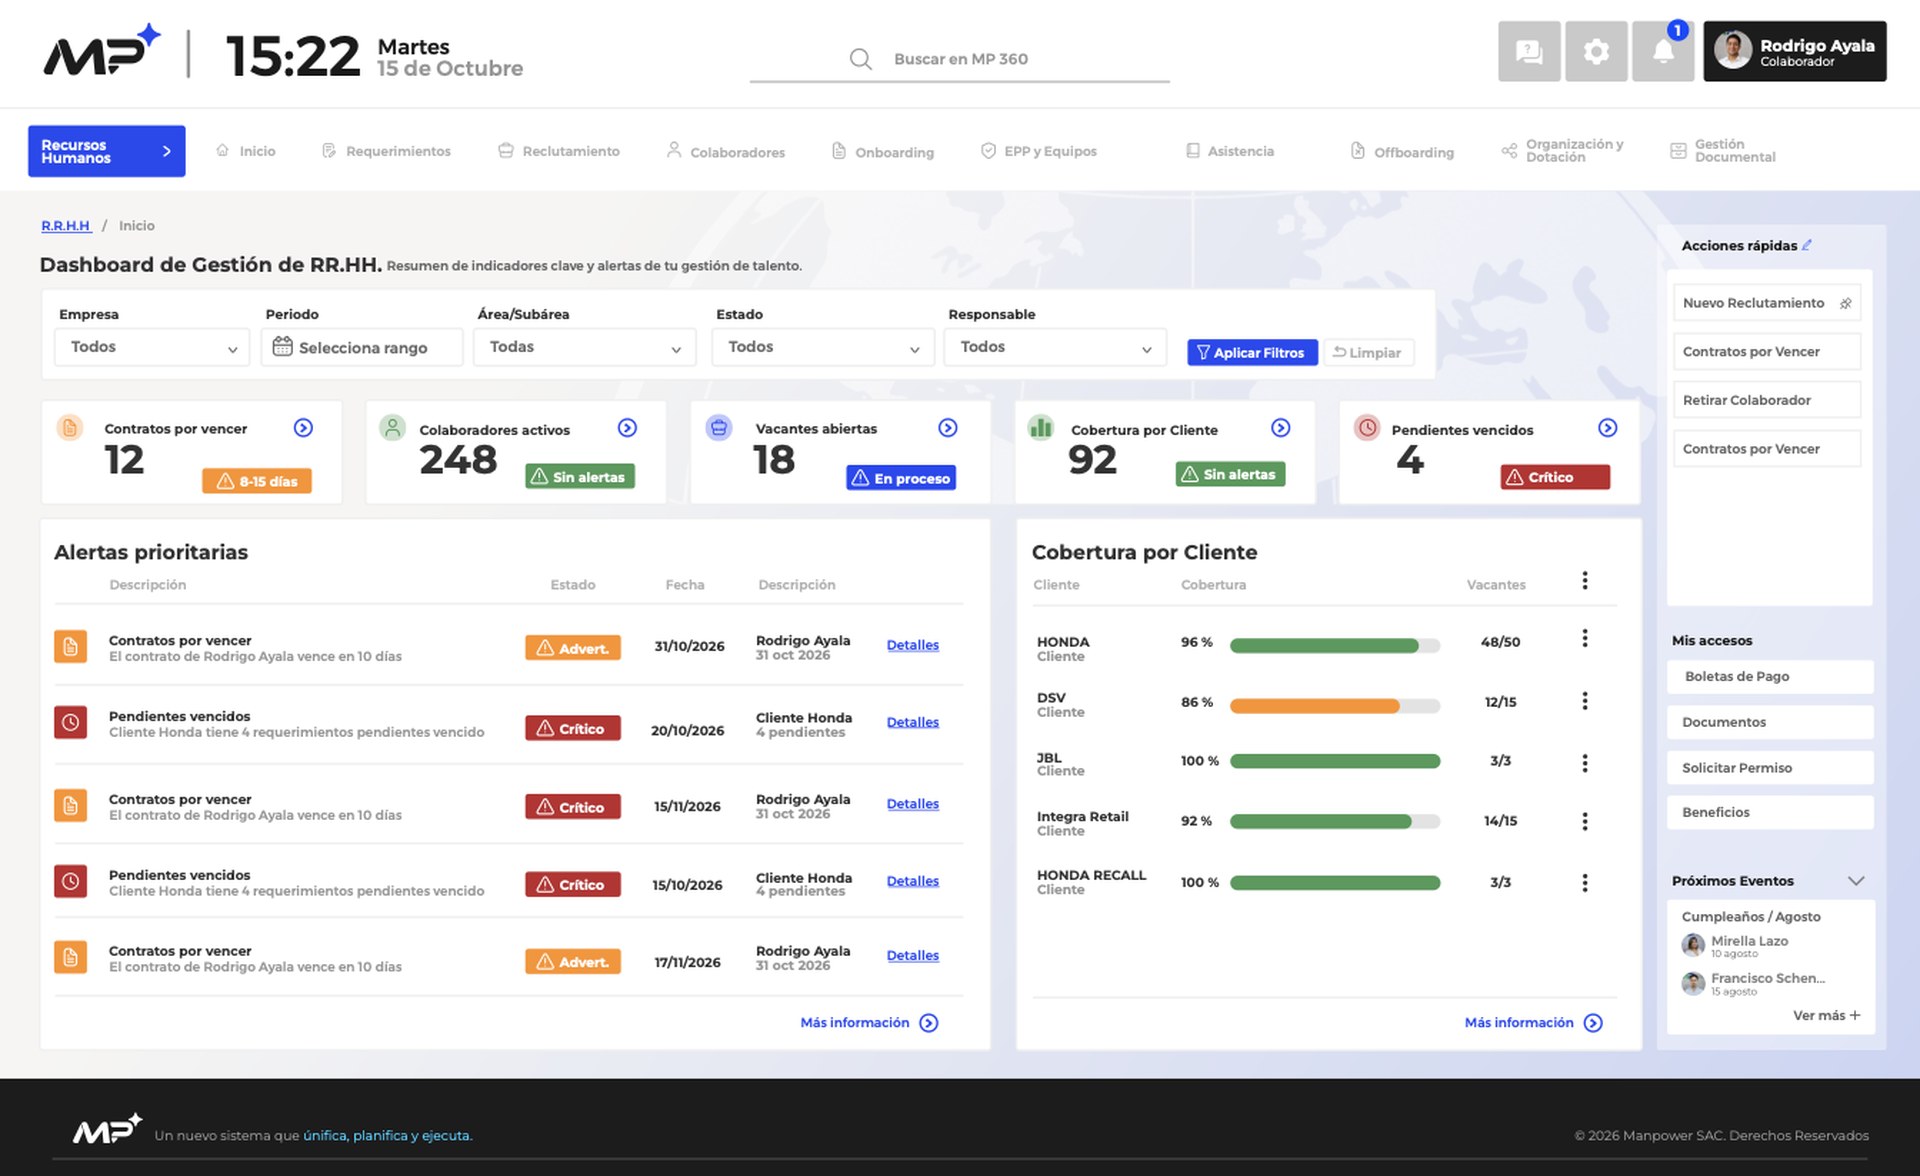 MP
15:22
Martes
15 de Octubre
Buscar en MP 360
1
Rodrigo Ayala
Colaborador
Recursos
Humanos
Inicio
Requerimientos
Reclutamiento
Colaboradores
Onboarding
EPP y Equipos
Asistencia
Offboarding
Organización y
Dotación
Gestión
Documental
R.R.H.H / Inicio
Dashboard de Gestión de RR.HH. Resumen de indicadores clave y alertas de tu gestión de talento.
Empresa
Periodo
Área/Subárea
Estado
Responsable
Todos
Selecciona rango
Todas
Todos
Todos
Aplicar Filtros
Limpiar
Contratos por vencer
12
8-15 días
Colaboradores activos
248
Sin alertas
Vacantes abiertas
18
En proceso
Cobertura por Cliente
92
Sin alertas
Pendientes vencidos
4
Crítico
Alertas prioritarias
Descripción Estado Fecha Descripción
Contratos por vencer
El contrato de Rodrigo Ayala vence en 10 días
Advert.
31/10/2026
Rodrigo Ayala
31 oct 2026
Detalles
Pendientes vencidos
Cliente Honda tiene 4 requerimientos pendientes vencido
Crítico
20/10/2026
Cliente Honda
4 pendientes
Detalles
Contratos por vencer
El contrato de Rodrigo Ayala vence en 10 días
Crítico
15/11/2026
Rodrigo Ayala
31 oct 2026
Detalles
Pendientes vencidos
Cliente Honda tiene 4 requerimientos pendientes vencido
Crítico
15/10/2026
Cliente Honda
4 pendientes
Detalles
Contratos por vencer
El contrato de Rodrigo Ayala vence en 10 días
Advert.
17/11/2026
Rodrigo Ayala
31 oct 2026
Detalles
Más información
Cobertura por Cliente
Cliente Cobertura Vacantes
HONDA
Cliente
96 %
48/50
DSV
Cliente
86 %
12/15
JBL
Cliente
100 %
3/3
Integra Retail
Cliente
92 %
14/15
HONDA RECALL
Cliente
100 %
3/3
Más información
Acciones rápidas
Nuevo Reclutamiento
Contratos por Vencer
Retirar Colaborador
Contratos por Vencer
Mis accesos
Boletas de Pago
Documentos
Solicitar Permiso
Beneficios
Próximos Eventos
Cumpleaños / Agosto
Mirella Lazo
10 agosto
Francisco Schen...
15 agosto
Ver más +
MP
Un nuevo sistema que únifica, planifica y ejecuta.
© 2026 Manpower SAC. Derechos Reservados